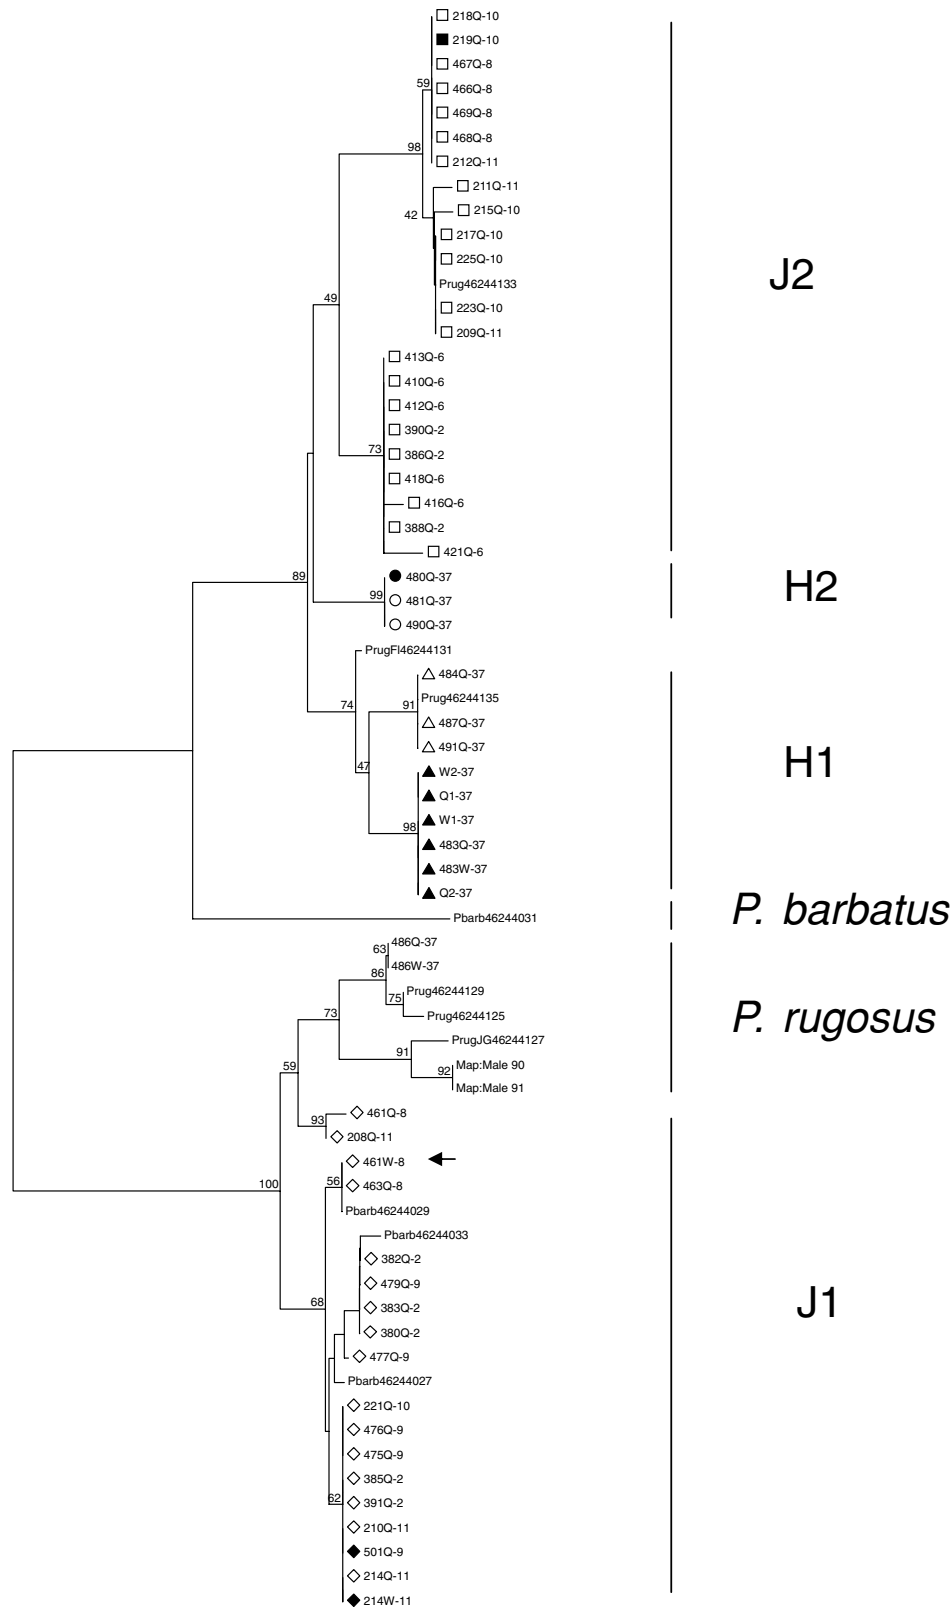 218Q-10
219Q-10
467Q-8
59
466Q-8
469Q-8
468Q-8
98
212Q-11
211Q-11
42
215Q-10
217Q-10
225Q-10
J2
Prug46244133
49
223Q-10
209Q-11
413Q-6
410Q-6
412Q-6
390Q-2
73
386Q-2
418Q-6
416Q-6
388Q-2
421Q-6
89
480Q-37
H2
99
481Q-37
490Q-37
PrugFl46244131
484Q-37
74
91
Prug46244135
487Q-37
491Q-37
H1
47
W2-37
Q1-37
W1-37
98
483Q-37
483W-37
Q2-37
P. barbatus
Pbarb46244031
63
486Q-37
486W-37
86
75
Prug46244129
73
Prug46244125
P. rugosus
PrugJG46244127
91
92
Map:Male 90
59
Map:Male 91
461Q-8
93
208Q-11
461W-8
100
56
463Q-8
Pbarb46244029
Pbarb46244033
382Q-2
479Q-9
68
383Q-2
J1
380Q-2
477Q-9
Pbarb46244027
221Q-10
476Q-9
475Q-9
385Q-2
62
391Q-2
210Q-11
501Q-9
214Q-11
214W-11